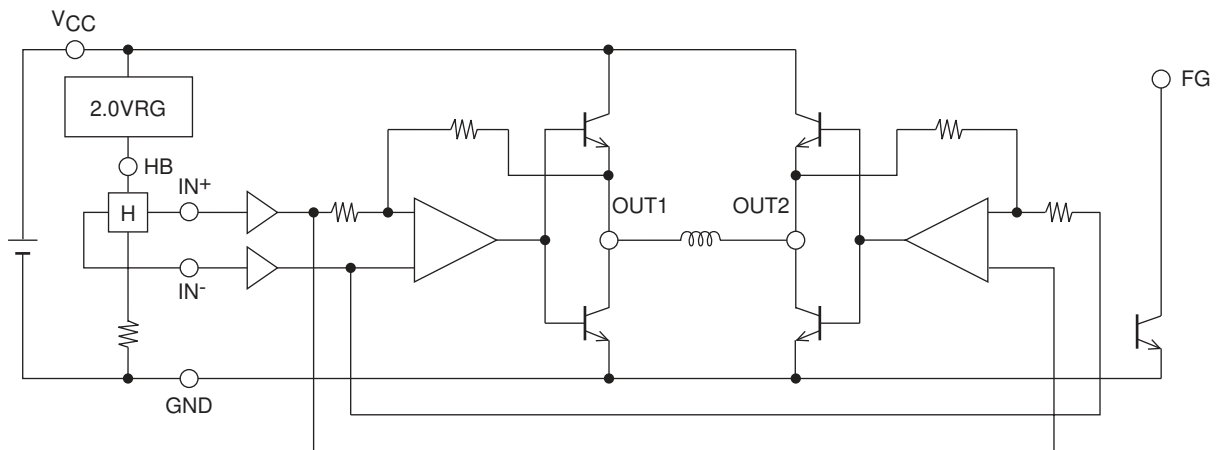 VCC
FG
2.0VRG
HB
IN+
H
OUT1
OUT2
IN-
GND